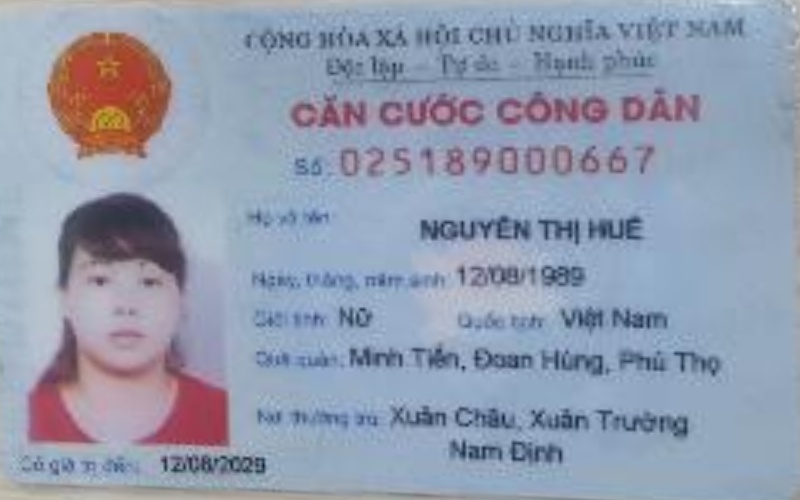 CỘNG HÒA XÃ HỘI CHỦ NGHĨA VIỆT NAM
Độc lập - Tự do - Hạnh phúc
CĂN CƯỚC CÔNG DÂN
Số: 025189000667
Họ và tên:
NGUYỄN THỊ HUẾ
Ngày, tháng, năm sinh: 12/08/1989
Giới tính: Nữ Quốc tịch: Việt Nam
Quê quán: Minh Tiến, Đoan Hùng, Phú Thọ
Nơi thường trú: Xuân Châu, Xuân Trường
Nam Định
Có giá trị đến: 12/08/2029